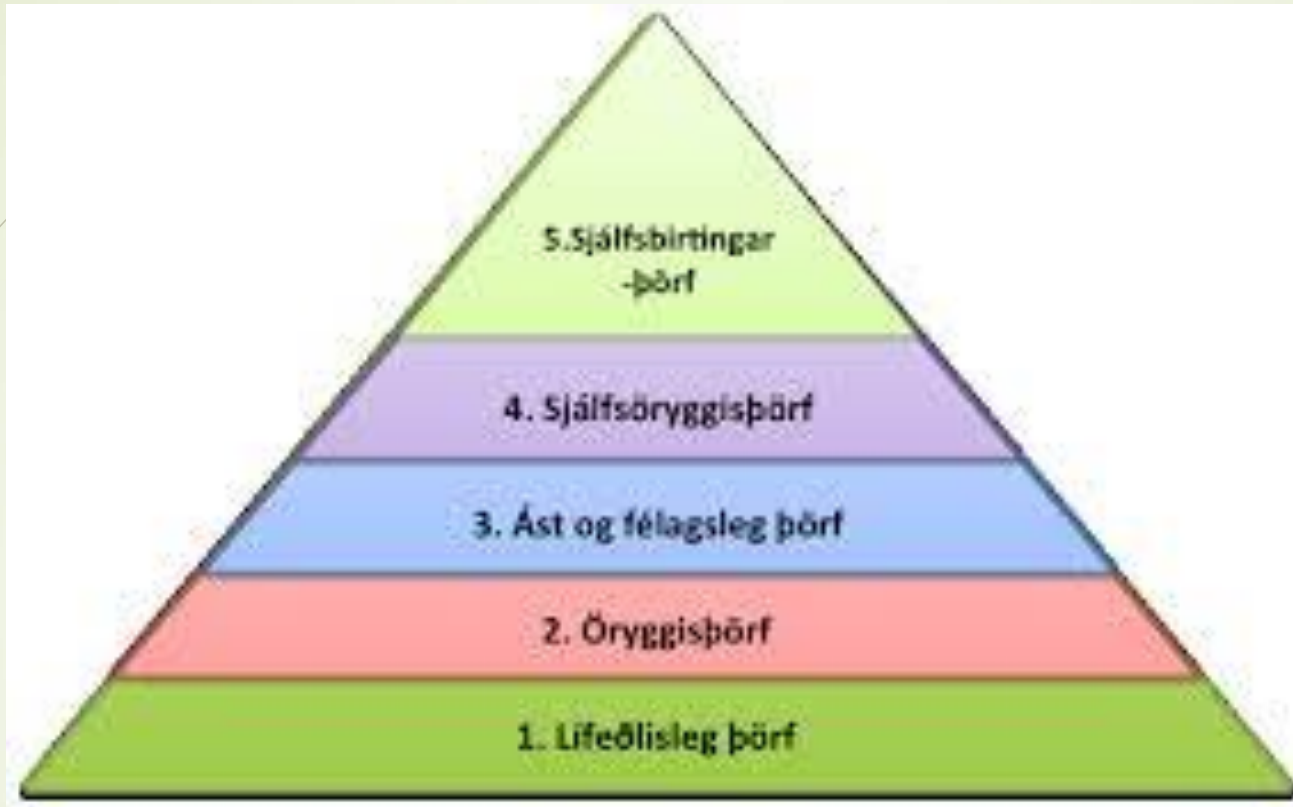 5.Sjálfsbirtingar
-þörf
4. Sjálfsöryggisþörf
3. Ást og félagsleg þörf
2. Öryggisþörf
1. Lífeðlisleg þörf